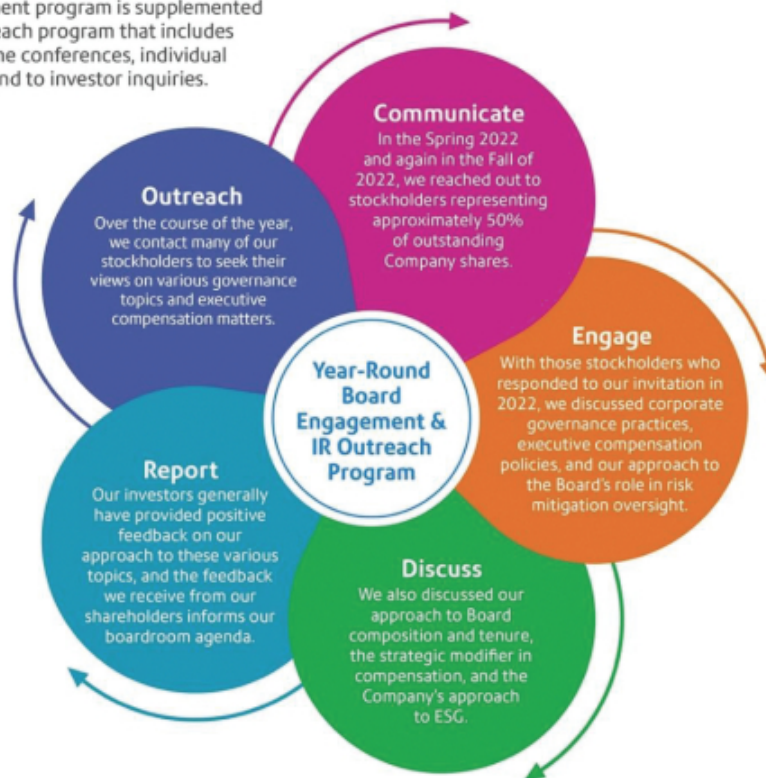 program is supplemented
program that includes
conferences, individual
to investor inquiries.
Communicate
In the Spring 2022
and again in the Fall of
2022, we reached out to
stockholders representing
approximately 50%
of outstanding
Company shares.
Outreach
Over the course of the year,
we contact many of our
stockholders to seek their
views on various governance
topics and executive
compensation matters.
Engage
With those stockholders who
responded to our invitation in
2022, we discussed corporate
governance practices,
executive compensation
policies, and our approach to
the Board's role in risk
mitigation oversight.
Year-Round
Board
Engagement &
IR Outreach
Program
Report
Our investors generally
have provided positive
feedback on our
approach to these various
topics, and the feedback
we receive from our
shareholders informs our
boardroom agenda.
Discuss
We also discussed our
approach to Board
composition and tenure,
the strategic modifier in
compensation, and the
Company's approach
to ESG.